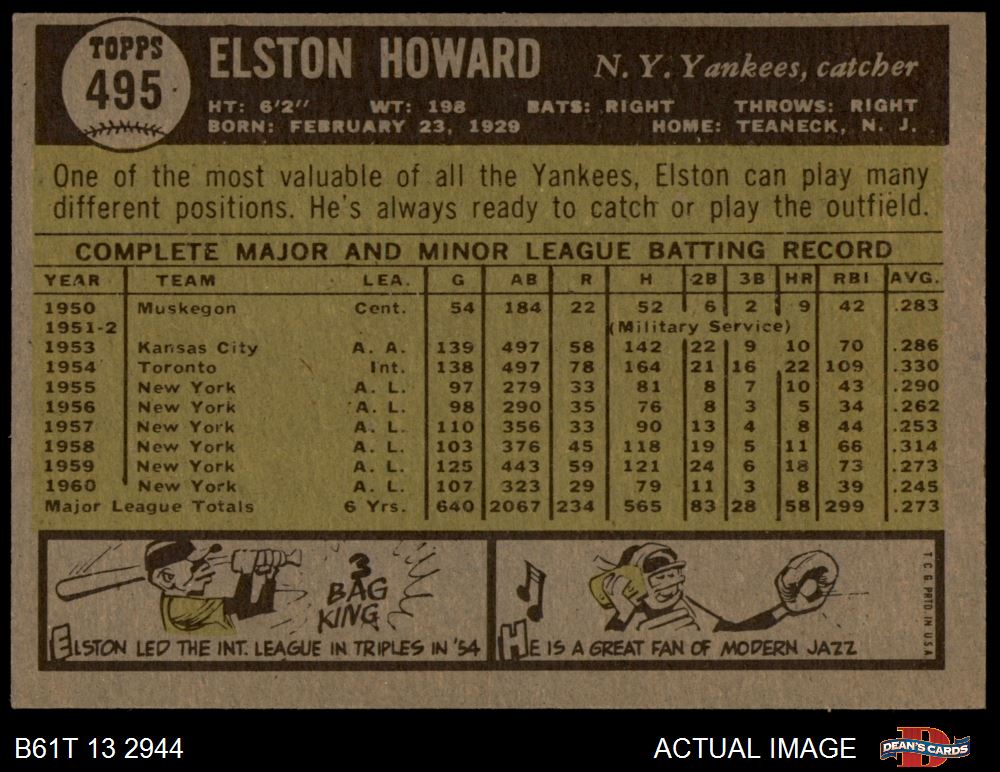 TOPPS
495
ELSTON HOWARD N. Y. Yankees, catcher
HT: 6'2" WT: 198 BATS: RIGHT THROWS: RIGHT
BORN: FEBRUARY 23, 1929 HOME: TEANECK, N. J.
One of the most valuable of all the Yankees, Elston can play many
different positions. He's always ready to catch or play the outfield.
COMPLETE MAJOR AND MINOR LEAGUE BATTING RECORD
YEAR TEAM LEA. G AB R H 2B 3B HR RBI AVG.
1950 Muskegon Cent. 54 184 22 52 6 2 9 42 .283
1951-2 (Military Service)
1953 Kansas City A. A. 139 497 58 142 22 9 10 70 .286
1954 Toronto Int. 138 497 78 164 21 16 22 109 .330
1955 New York A. L. 97 279 33 81 8 7 10 43 .290
1956 New York A. L. 98 290 35 76 8 3 5 34 .262
1957 New York A. L. 110 356 33 90 13 4 8 44 .253
1958 New York A. L. 103 376 45 118 19 5 11 66 .314
1959 New York A. L. 125 443 59 121 24 6 18 73 .273
1960 New York A. L. 107 323 29 79 11 3 8 39 .245
Major League Totals 6 Yrs. 640 2067 234 565 83 28 58 299 .273
3
BAG
KING
ELSTON LED THE INT. LEAGUE IN TRIPLES IN '54
HE IS A GREAT FAN OF MODERN JAZZ
T. C. G. PRTD. IN U.S.A.
B61T 13 2944 ACTUAL IMAGE
D
DEAN'S CARDS